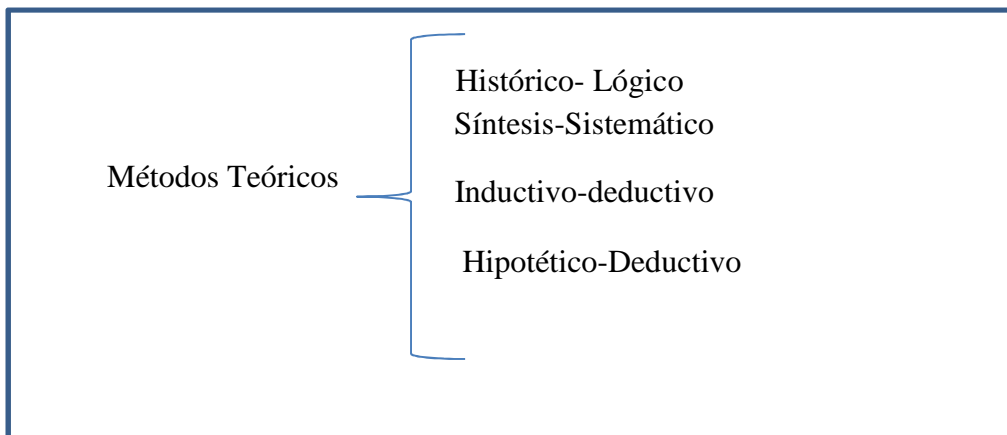 Métodos Teóricos
Histórico- Lógico
Síntesis-Sistemático
Inductivo-deductivo
Hipotético-Deductivo